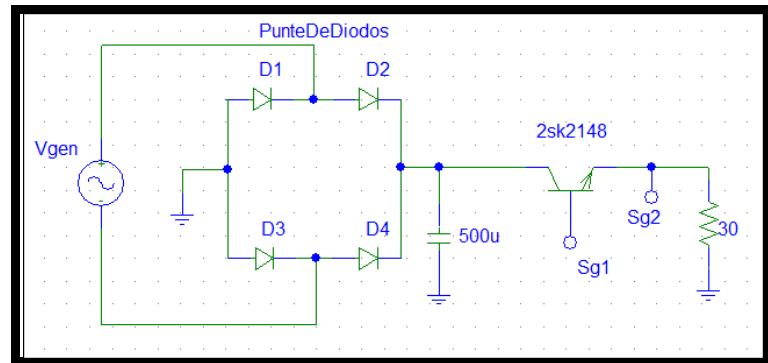 PunteDeDiodos
D1
D2
2sk2148
Vgen
D3
D4
500u
Sg1
Sg2
30